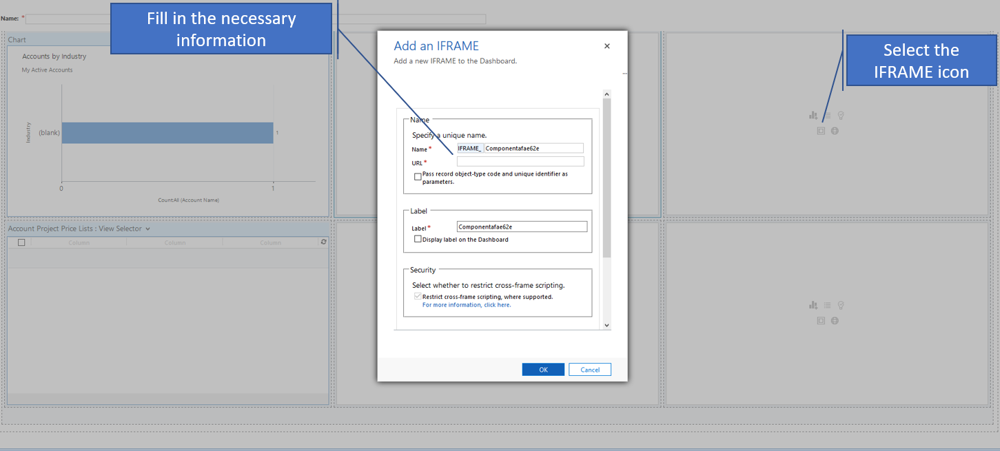 Name: *
Fill in the necessary
information
Select the
IFRAME icon
Chart
Accounts by Industry
My Active Accounts
Industry
(blank)
1
0
1
Count:All (Account Name)
Account Project Price Lists : View Selector
Column Column Column
Add an IFRAME
Add a new IFRAME to the Dashboard.
...
Name
Specify a unique name.
Name * IFRAME_ Componentafae62e
URL *
Pass record object-type code and unique identifier as
parameters.
Label
Label * Componentafae62e
Display label on the Dashboard
Security
Select whether to restrict cross-frame scripting.
Restrict cross-frame scripting, where supported.
For more information, click here.
OK Cancel